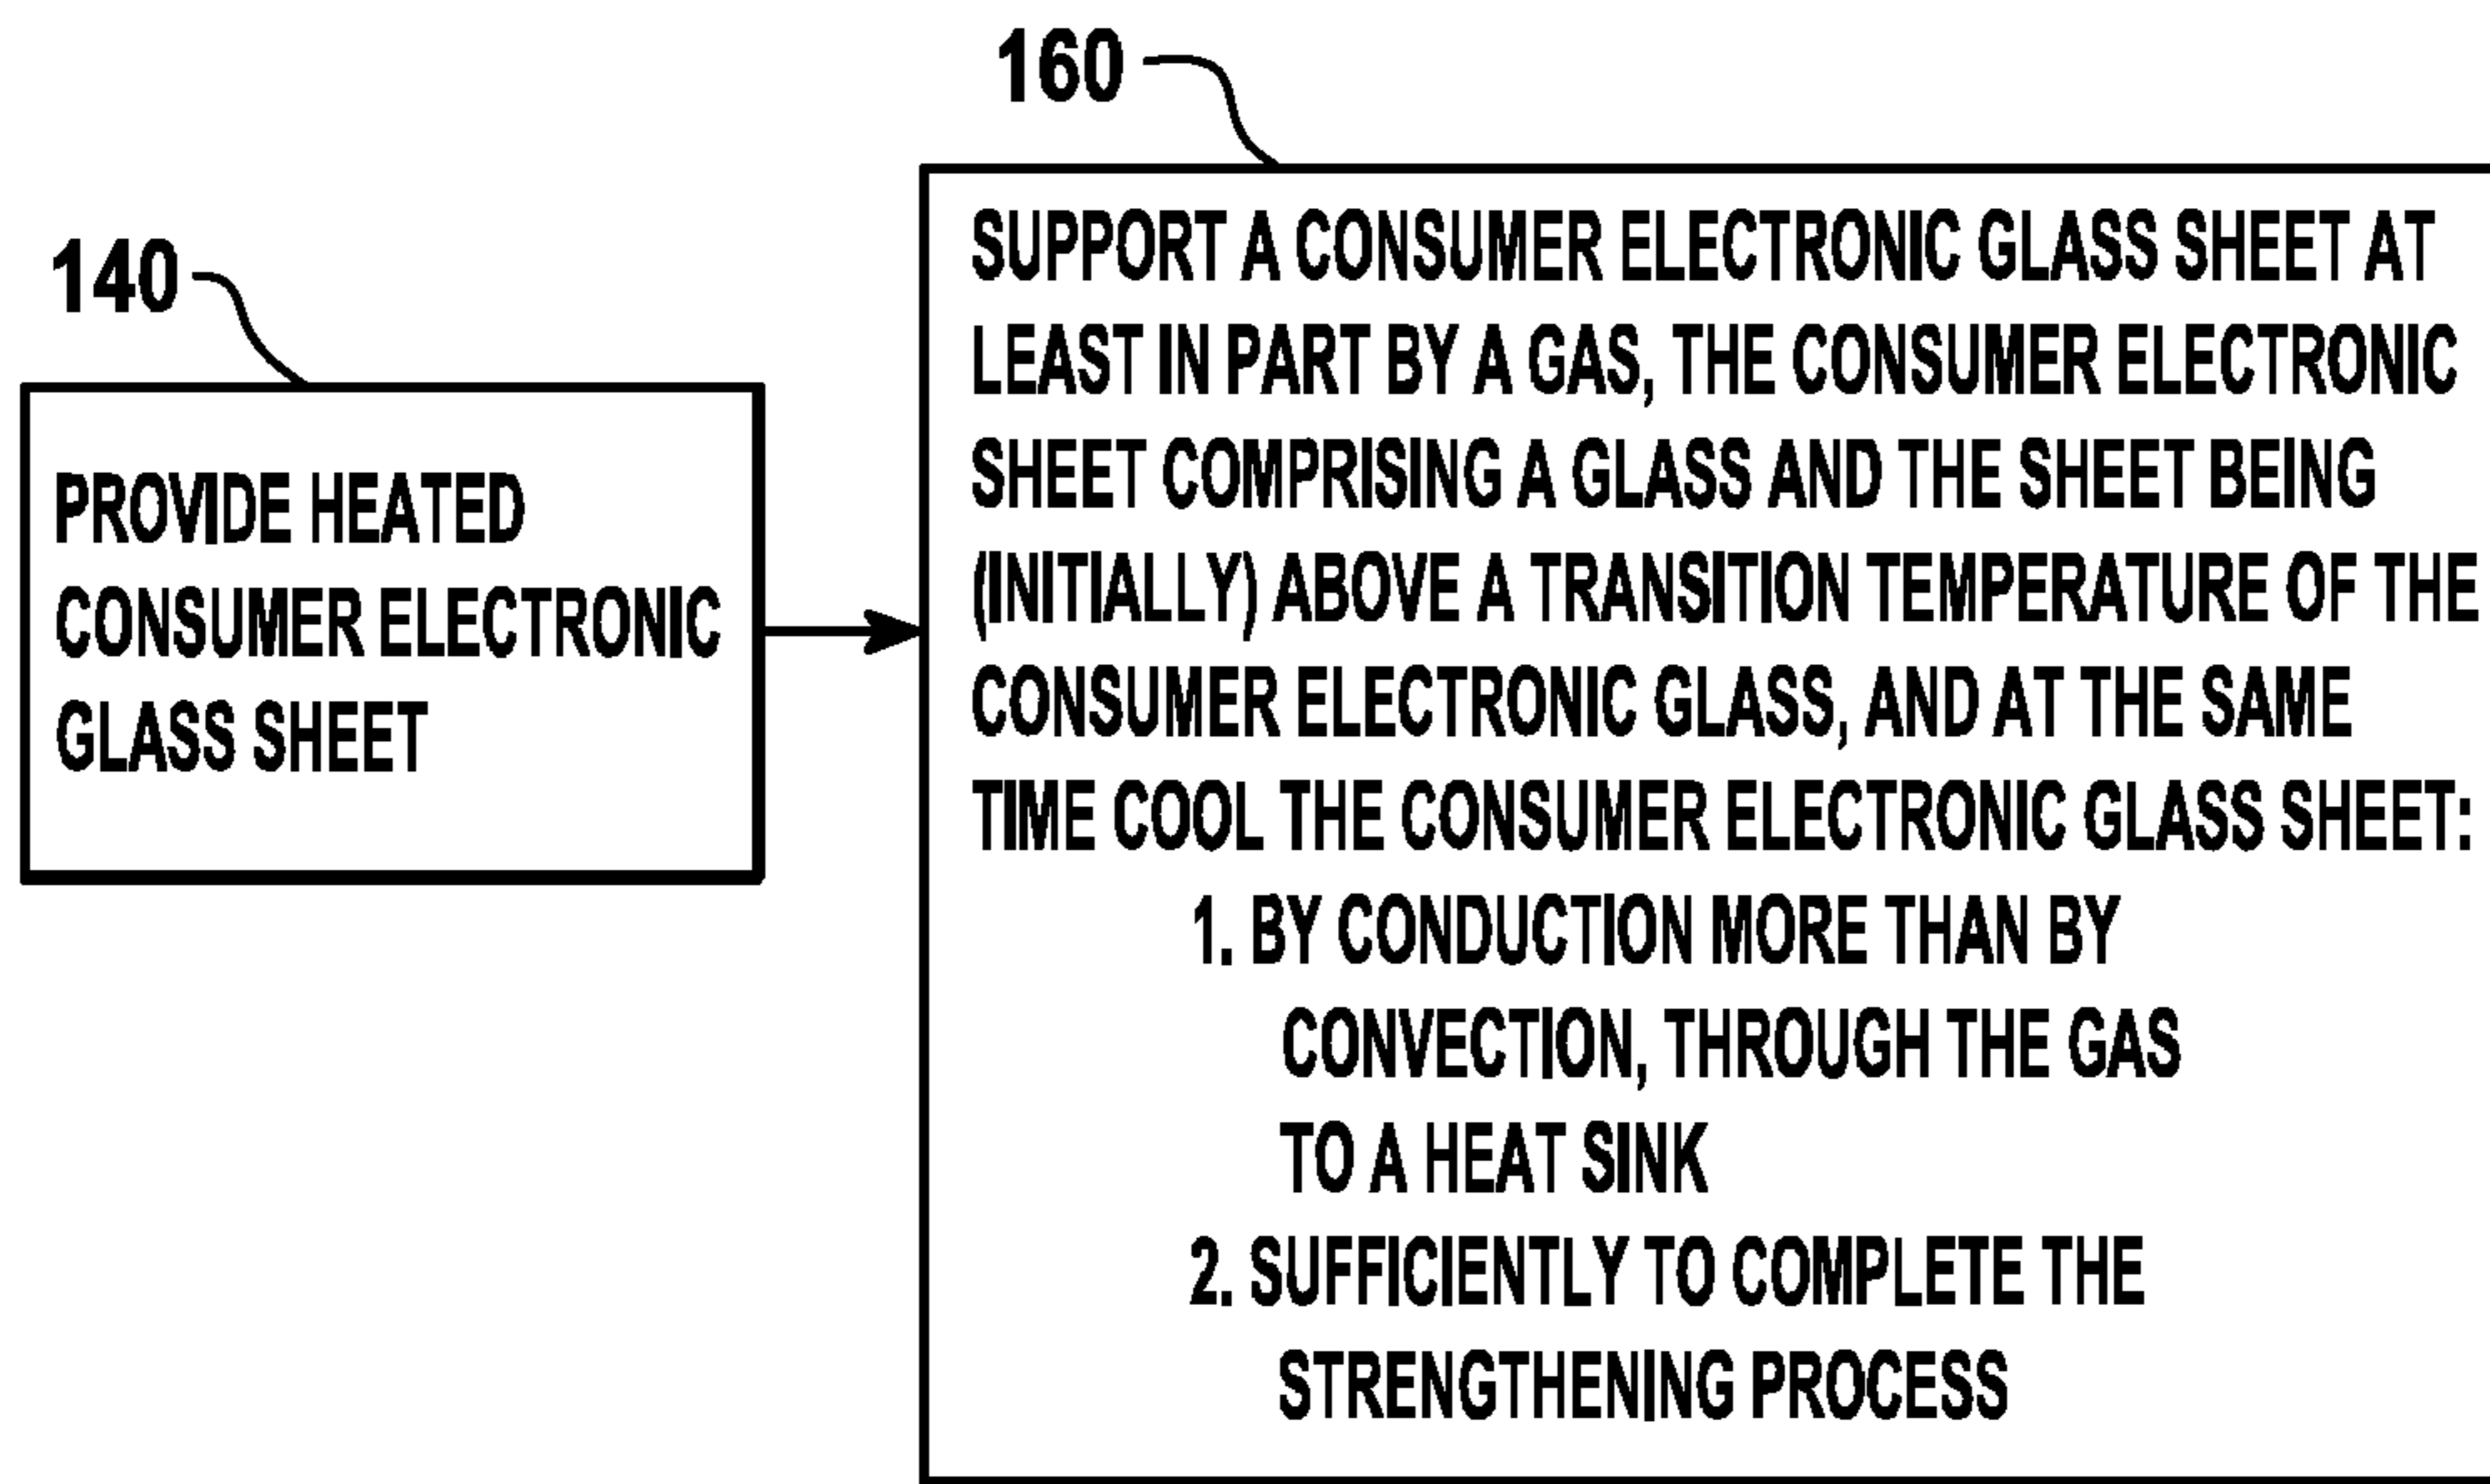 140
PROVIDE HEATED
CONSUMER ELECTRONIC
GLASS SHEET
160
SUPPORT A CONSUMER ELECTRONIC GLASS SHEET AT
LEAST IN PART BY A GAS, THE CONSUMER ELECTRONIC
SHEET COMPRISING A GLASS AND THE SHEET BEING
(INITIALLY) ABOVE A TRANSITION TEMPERATURE OF THE
CONSUMER ELECTRONIC GLASS, AND AT THE SAME
TIME COOL THE CONSUMER ELECTRONIC GLASS SHEET:
1. BY CONDUCTION MORE THAN BY
CONVECTION, THROUGH THE GAS
TO A HEAT SINK
2. SUFFICIENTLY TO COMPLETE THE
STRENGTHENING PROCESS